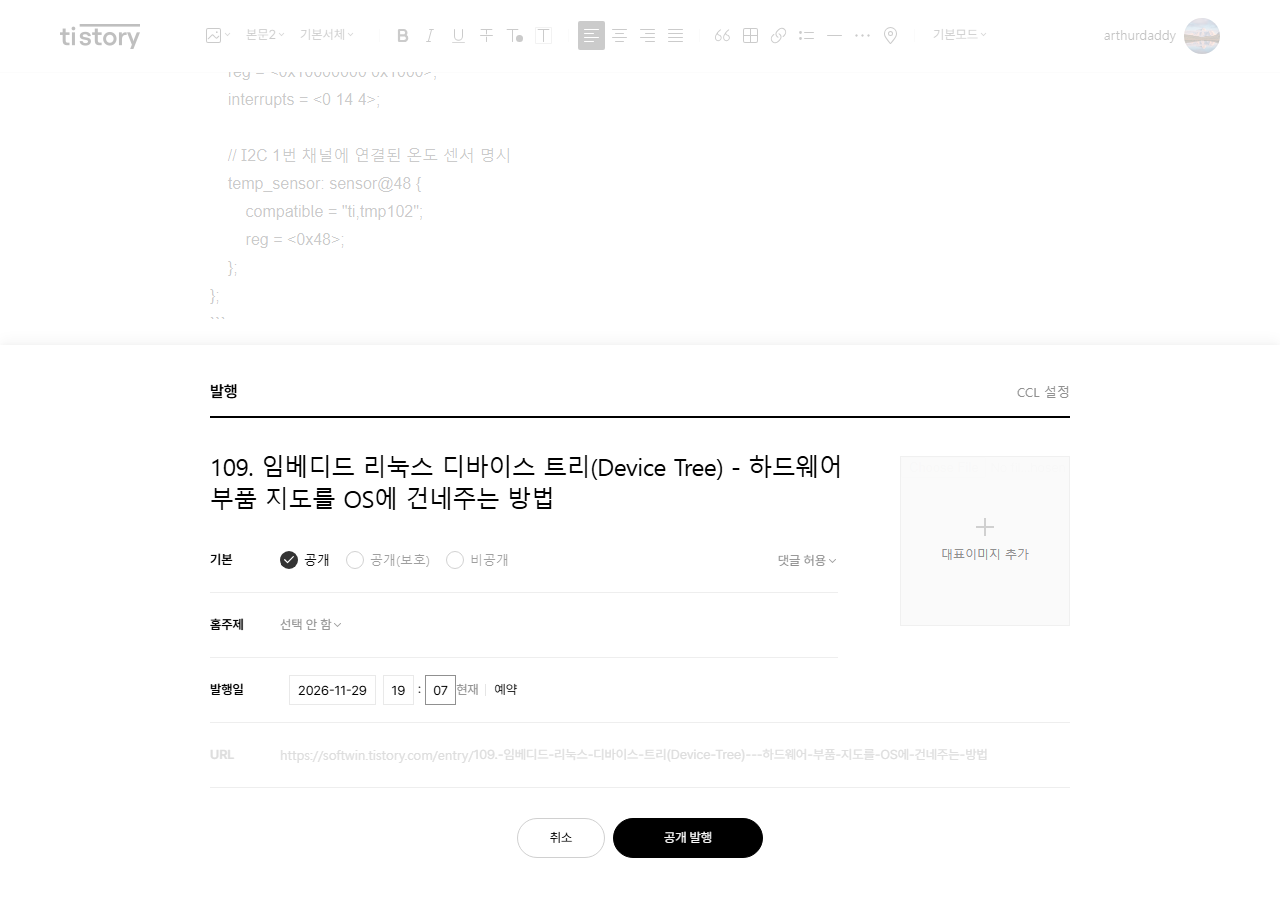 tistory
본문2
기본서체
B
I
U
T
T
T
66
기본모드
arthurdaddy
reg = <0x10000000 0x1000>;
interrupts = <0 14 4>;
// I2C 1번 채널에 연결된 온도 센서 명시
temp_sensor: sensor@48 {
compatible = "ti,tmp102";
reg = <0x48>;
};
};
```
발행
CCL 설정
109. 임베디드 리눅스 디바이스 트리(Device Tree) - 하드웨어
부품 지도를 OS에 건네주는 방법
대표이미지 추가
기본 공개 공개(보호) 비공개 댓글 허용
홈주제 선택 안 함
발행일 2026-11-29 19 : 07 현재 예약
URL https://softwin.tistory.com/entry/109.-임베디드-리눅스-디바이스-트리(Device-Tree)---하드웨어-부품-지도를-OS에-건네주는-방법
취소 공개 발행